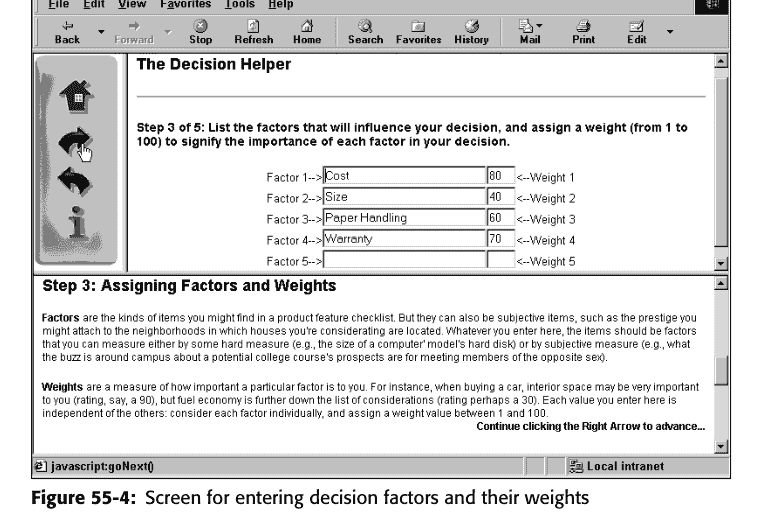 File Edit View Favorites Tools Help
Back Forward Stop Refresh Home Search Favorites History Mail Print Edit
The Decision Helper
Step 3 of 5: List the factors that will influence your decision, and assign a weight (from 1 to
100) to signify the importance of each factor in your decision.
Factor 1-->Cost 80 <--Weight 1
Factor 2-->Size 40 <--Weight 2
Factor 3-->Paper Handling 60 <--Weight 3
Factor 4-->Warranty 70 <--Weight 4
Factor 5--> <--Weight 5
Step 3: Assigning Factors and Weights
Factors are the kinds of items you might find in a product feature checklist. But they can also be subjective items, such as the prestige you
might attach to the neighborhoods in which houses you're considerating are located. Whatever you enter here, the items should be factors
that you can measure either by some hard measure (e.g., the size of a computer' model's hard disk) or by subjective measure (e.g., what
the buzz is around campus about a potential college course's prospects are for meeting members of the opposite sex).
Weights are a measure of how important a particular factor is to you. For instance, when buying a car, interior space may be very important
to you (rating, say, a 90), but fuel economy is further down the list of considerations (rating perhaps a 30). Each value you enter here is
independent of the others: consider each factor individually, and assign a weight value between 1 and 100.
Continue clicking the Right Arrow to advance...
javascript:goNext() Local intranet
Figure 55-4: Screen for entering decision factors and their weights